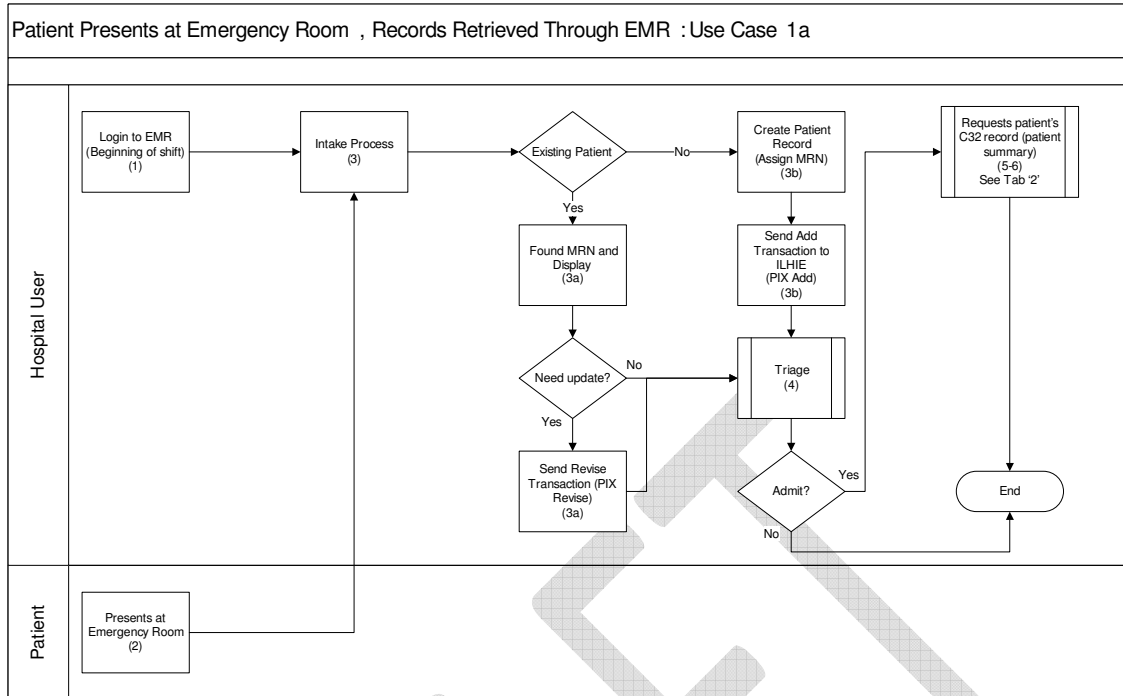 Patient Presents at Emergency Room , Records Retrieved Through EMR : Use Case 1a
Hospital User
Login to EMR
(Beginning of shift)
(1)
Intake Process
(3)
Existing Patient
No
Create Patient
Record
(Assign MRN)
(3b)
Requests patient's
C32 record (patient
summary)
(5-6)
See Tab ‘2’
Yes
Found MRN and
Display
(3a)
Send Add
Transaction to
ILHIE
(PIX Add)
(3b)
Need update?
No
Triage
(4)
Yes
Send Revise
Transaction (PIX
Revise)
(3a)
Admit?
Yes
No
End
Patient
Presents at
Emergency Room
(2)